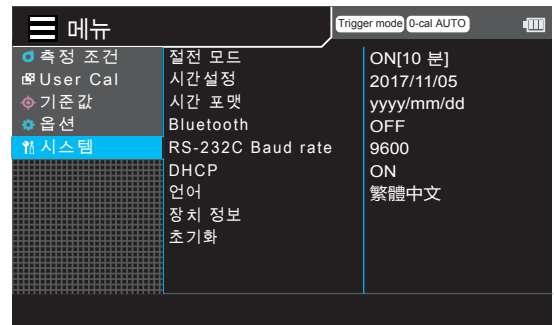 메뉴
Trigger mode 0-cal AUTO
측정 조건
User Cal
기준값
옵션
시스템
절전 모드 ON[10 분]
시간설정 2017/11/05
시간 포맷 yyyy/mm/dd
Bluetooth OFF
RS-232C Baud rate 9600
DHCP ON
언어 繁體中文
장치 정보
초기화